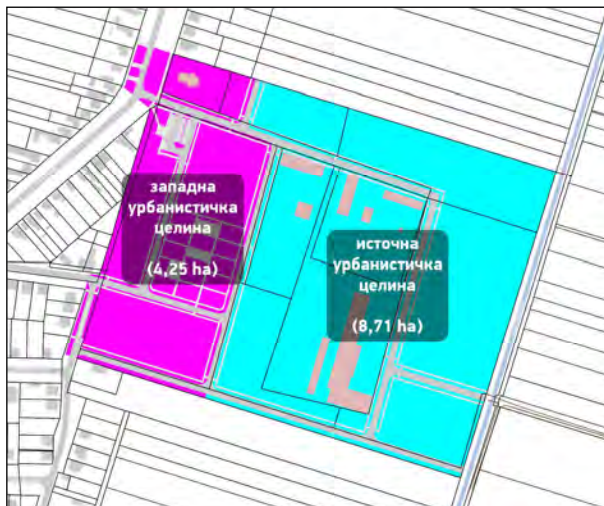 западна
урбанистичка
целина
(4,25 ha)
источна
урбанистичка
целина
(8,71 ha)